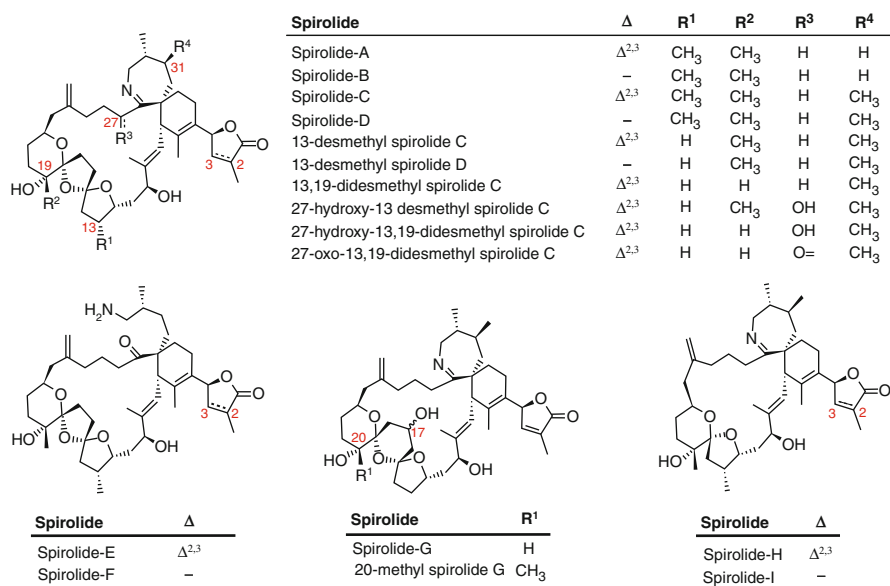 Spirolide Δ R¹ R² R³ R⁴
Spirolide-A Δ²,³ CH₃ CH₃ H H
Spirolide-B – CH₃ CH₃ H H
Spirolide-C Δ²,³ CH₃ CH₃ H CH₃
Spirolide-D – CH₃ CH₃ H CH₃
13-desmethyl spirolide C Δ²,³ H CH₃ H CH₃
13-desmethyl spirolide D – H CH₃ H CH₃
13,19-didesmethyl spirolide C Δ²,³ H H H CH₃
27-hydroxy-13 desmethyl spirolide C Δ²,³ H CH₃ OH CH₃
27-hydroxy-13,19-didesmethyl spirolide C Δ²,³ H H OH CH₃
27-oxo-13,19-didesmethyl spirolide C Δ²,³ H H O= CH₃
R⁴
31
N
27
R³
O
O
3
2
19
O
HO
O
O
R²
OH
13
R¹
H₂N
O
O
O
3
2
O
HO
O
O
OH
Spirolide Δ
Spirolide-E Δ²,³
Spirolide-F –
N
O
O
HO
17
20
O
HO
O
O
R¹
OH
Spirolide R¹
Spirolide-G H
20-methyl spirolide G CH₃
N
O
O
3
2
O
HO
O
OH
Spirolide Δ
Spirolide-H Δ²,³
Spirolide-I –